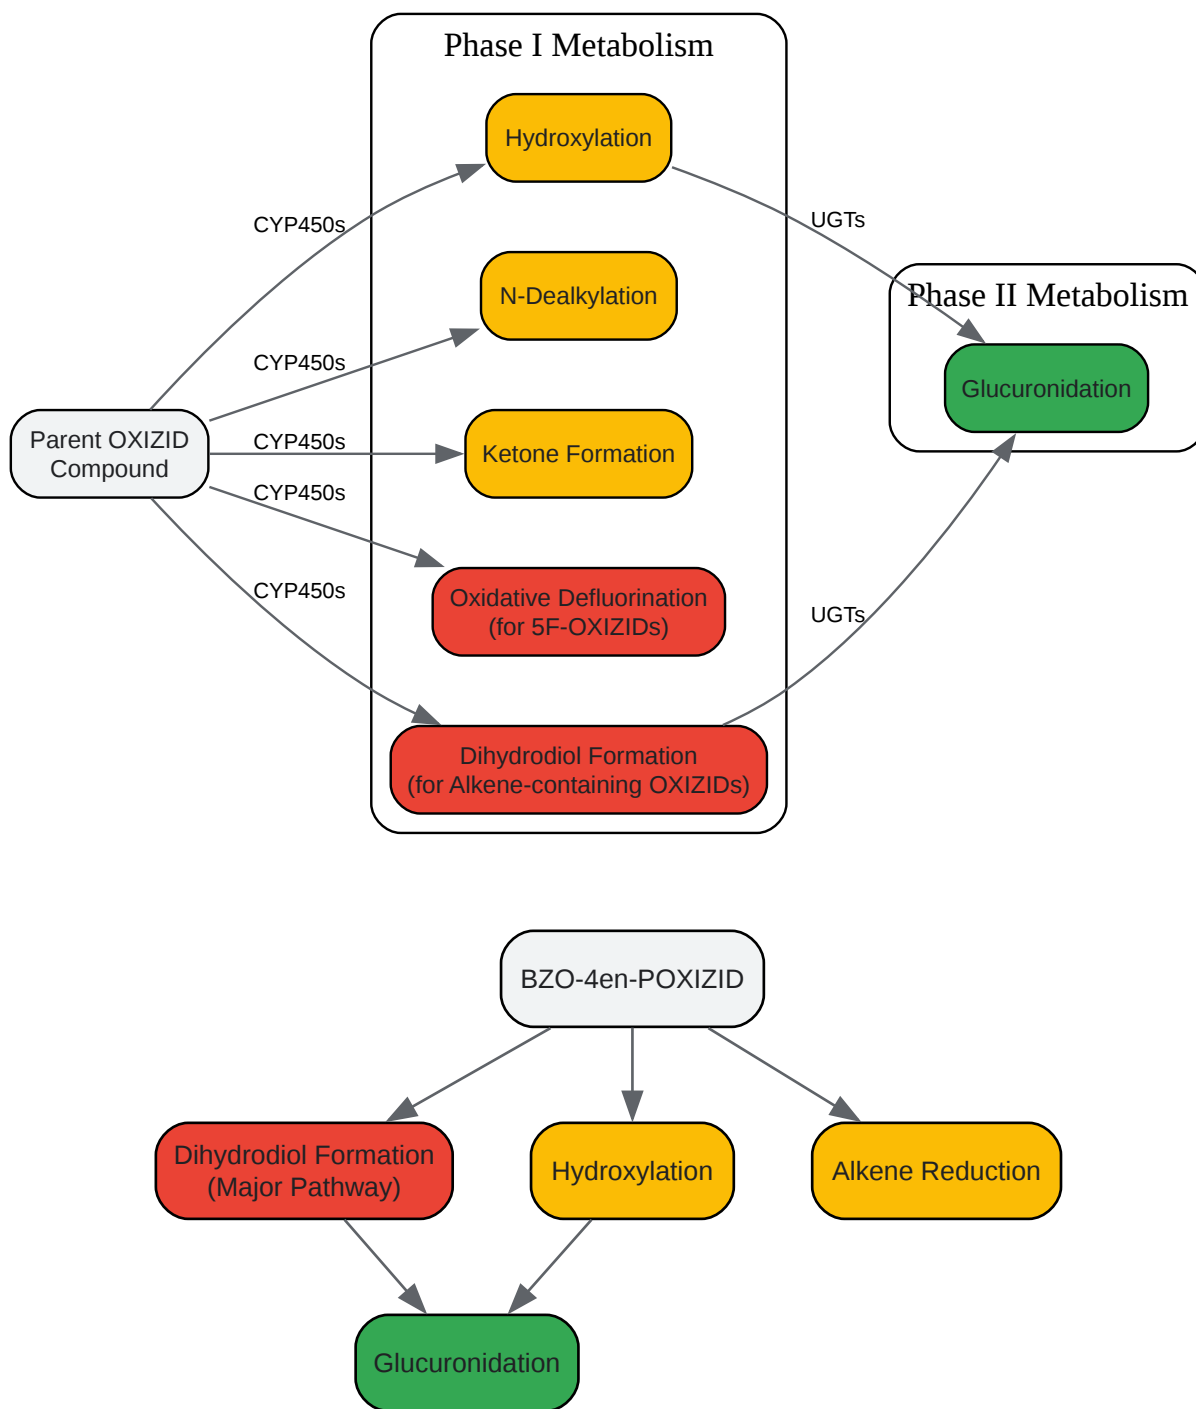 Phase I Metabolism
Hydroxylation
CYP450s
UGTs
N-Dealkylation
Phase II Metabolism
CYP450s
Glucuronidation
Parent OXIZID
Compound
CYP450s
Ketone Formation
CYP450s
Oxidative Defluorination
(for 5F-OXIZIDs)
CYP450s
UGTs
Dihydrodiol Formation
(for Alkene-containing OXIZIDs)
BZO-4en-POXIZID
Dihydrodiol Formation
(Major Pathway)
Hydroxylation
Alkene Reduction
Glucuronidation